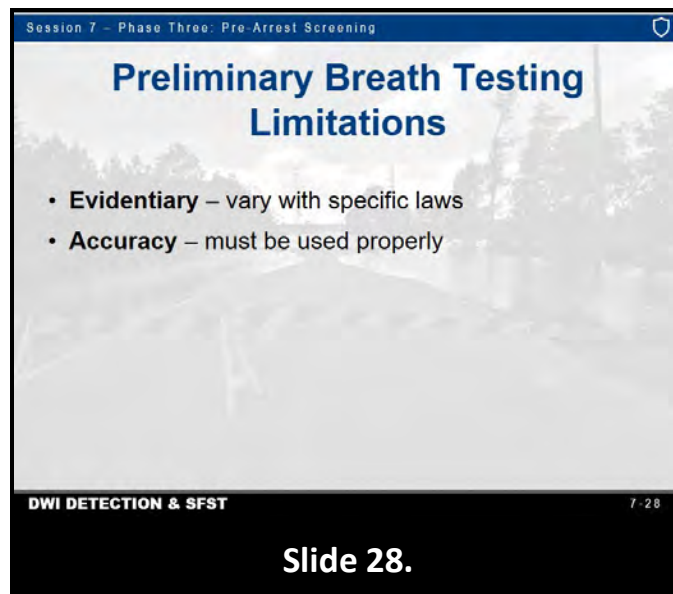 Session 7 – Phase Three: Pre-Arrest Screening
Preliminary Breath Testing
Limitations
• Evidentiary – vary with specific laws
• Accuracy – must be used properly
DWI DETECTION & SFST
7-28
Slide 28.